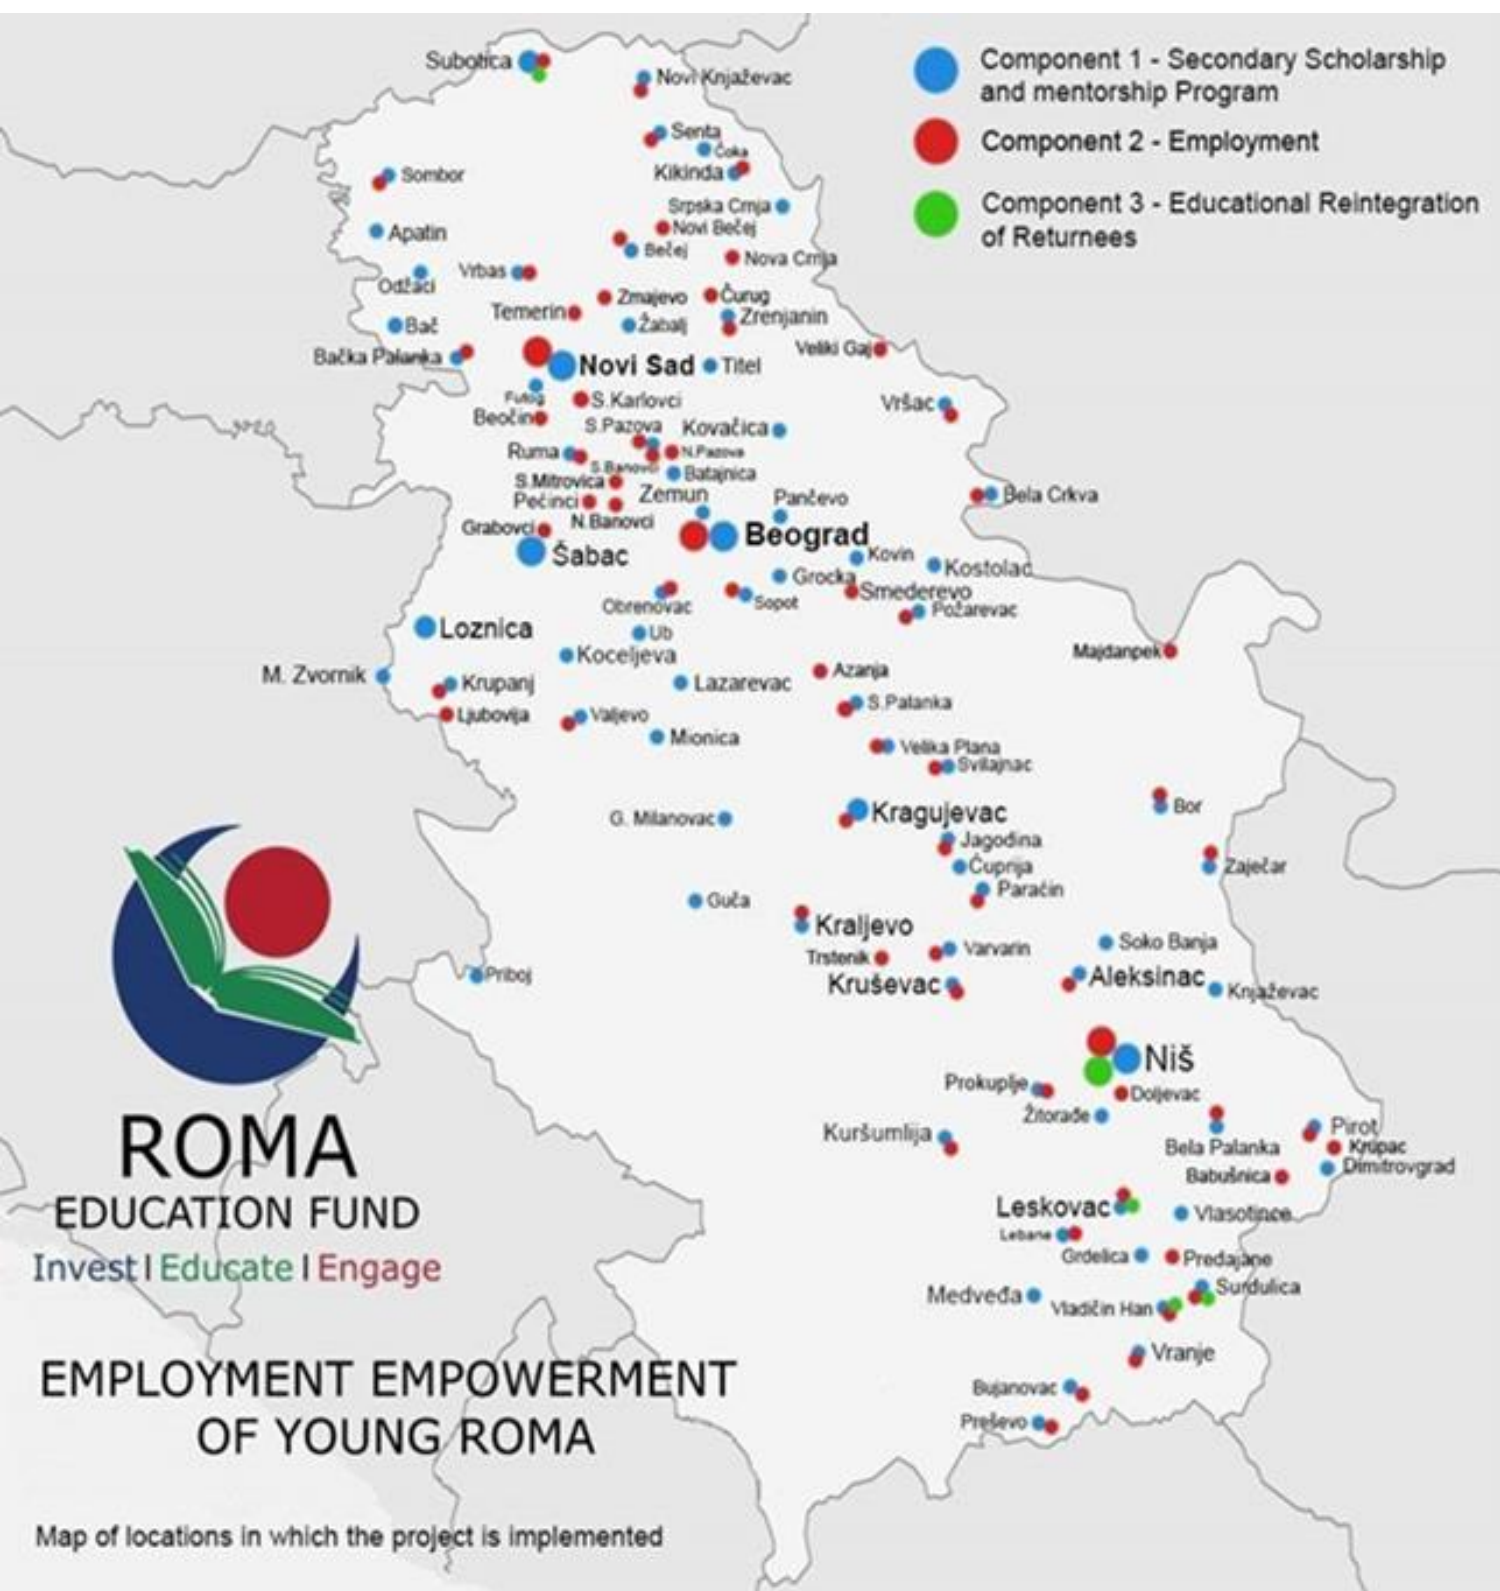 Subotica
Novi Knjaževac
Senta
Čoka
Kikinda
Sombor
Srpska Crnja
Novi Bečej
Apatin
Bečej
Nova Crnja
Vrbas
Odžaci
Zmajevo
Čurug
Temerin
Zrenjanin
Bač
Žabalj
Veliki Gaj
Bačka Palanka
Novi Sad
Titel
Futog
S.Karlovci
Vršac
Beočin
S.Pazova
Kovačica
Ruma
N.Pazova
S.Banovci
Batajnica
S.Mitrovica
Pećinci
Zemun
Pančevo
Bela Crkva
N.Banovci
Grabovci
Beograd
Šabac
Kovin
Kostolac
Grocka
Smederevo
Obrenovac
Sopot
Požarevac
Loznica
Ub
Koceljeva
Majdanpek
M. Zvornik
Krupanj
Lazarevac
Azanja
S.Palanka
Ljubovija
Valjevo
Mionica
Velika Plana
Svilajnac
G. Milanovac
Kragujevac
Bor
Jagodina
Ćuprija
Zaječar
Paraćin
Guča
Kraljevo
Trstenik
Varvarin
Soko Banja
Priboj
Kruševac
Aleksinac
Knjaževac
Niš
Prokuplje
Doljevac
Žitorađe
Kuršumlija
Pirot
Bela Palanka
Krupac
Dimitrovgrad
Babušnica
Leskovac
Vlasotince
Lebane
Grdelica
Predajane
Medveđa
Surdulica
Vladičin Han
Vranje
Bujanovac
Preševo
Component 1 - Secondary Scholarship
and mentorship Program
Component 2 - Employment
Component 3 - Educational Reintegration
of Returnees
ROMA
EDUCATION FUND
Invest | Educate | Engage
EMPLOYMENT EMPOWERMENT
OF YOUNG ROMA
Map of locations in which the project is implemented